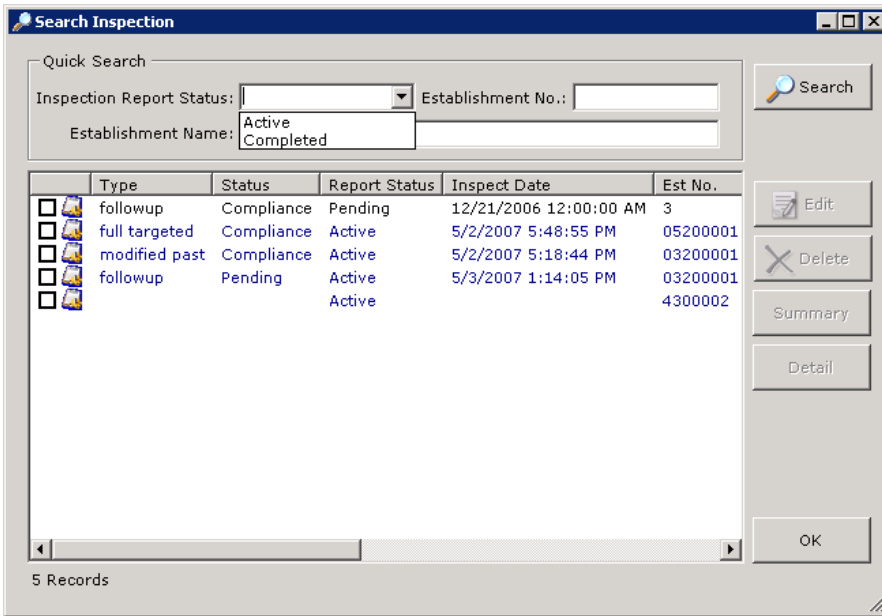 Search Inspection
Quick Search
Inspection Report Status: Establishment No.:
Search
Active
Establishment Name:
Completed
Type Status Report Status Inspect Date Est No.
followup Compliance Pending 12/21/2006 12:00:00 AM 3
Edit
full targeted Compliance Active 5/2/2007 5:48:55 PM 05200001
modified past Compliance Active 5/2/2007 5:18:44 PM 03200001
Delete
followup Pending Active 5/3/2007 1:14:05 PM 03200001
Active 4300002
Summary
Detail
OK
5 Records